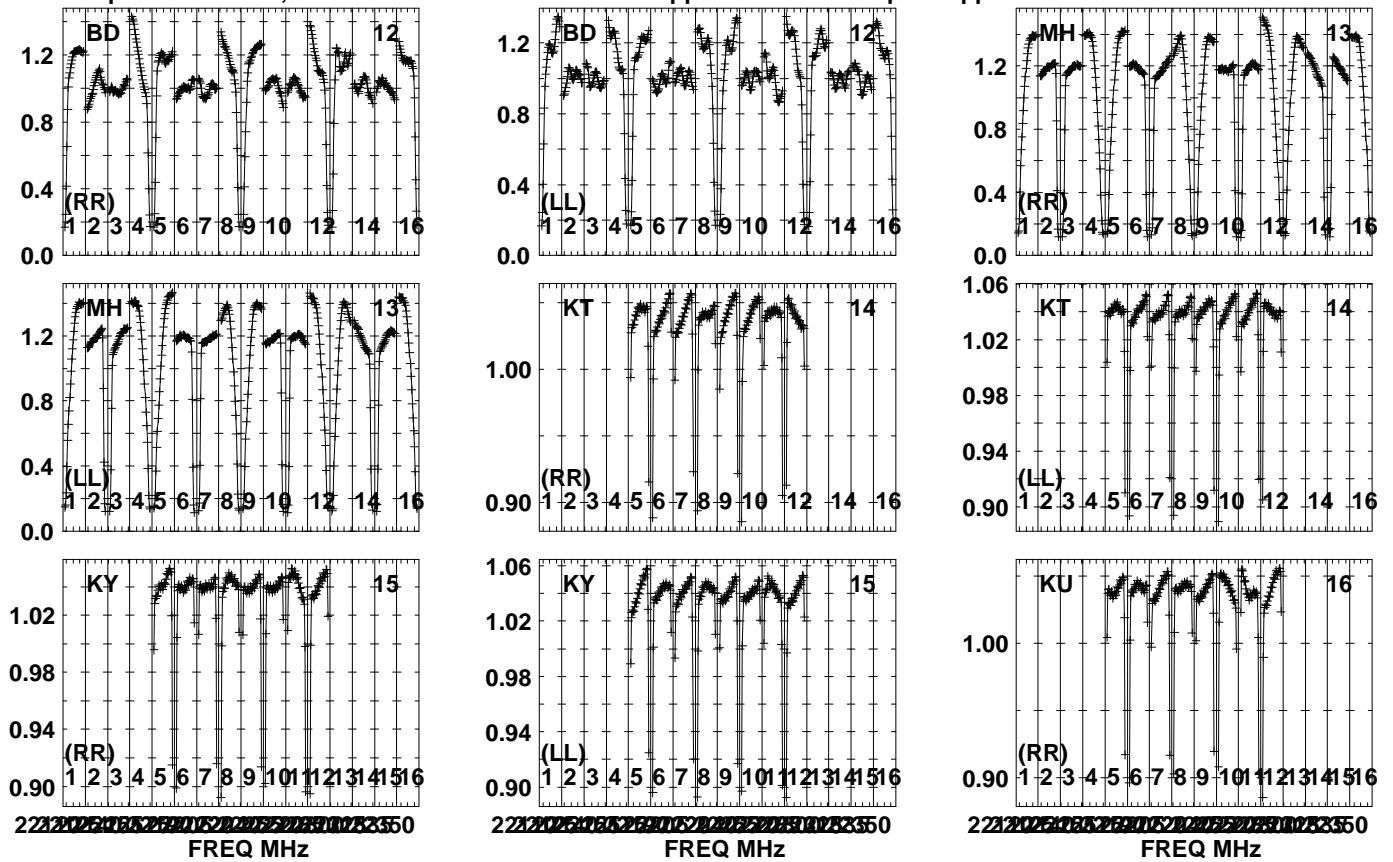 BD 12
1.2
0.8
0.4
(RR)
1 2 3 4 5 6 7 8 9 10 12 14 16
0.0
BD 12
1.2
0.8
0.4
(LL)
1 2 3 4 5 6 7 8 9 10 12 14 16
0.0
MH 13
1.2
0.8
0.4
(RR)
1 2 3 4 5 6 7 8 9 10 12 14 16
0.0
MH 13
1.2
0.8
0.4
(LL)
1 2 3 4 5 6 7 8 9 10 12 14 16
0.0
KT 14
1.00
(RR)
0.90
1 2 3 4 5 6 7 8 9 10 12 14 16
1.06
KT 14
1.02
0.98
0.94
(LL)
0.90
1 2 3 4 5 6 7 8 9 10 12 14 16
KY 15
1.02
0.98
0.94
(RR)
0.90
1 2 3 4 5 6 7 8 9 10 11 12 13 14 15 16
FREQ MHz
1.06
KY 15
1.02
0.98
0.94
(LL)
0.90
1 2 3 4 5 6 7 8 9 10 11 12 13 14 15 16
FREQ MHz
KU 16
1.00
(RR)
0.90
1 2 3 4 5 6 7 8 9 10 11 12 13 14 15 16
FREQ MHz